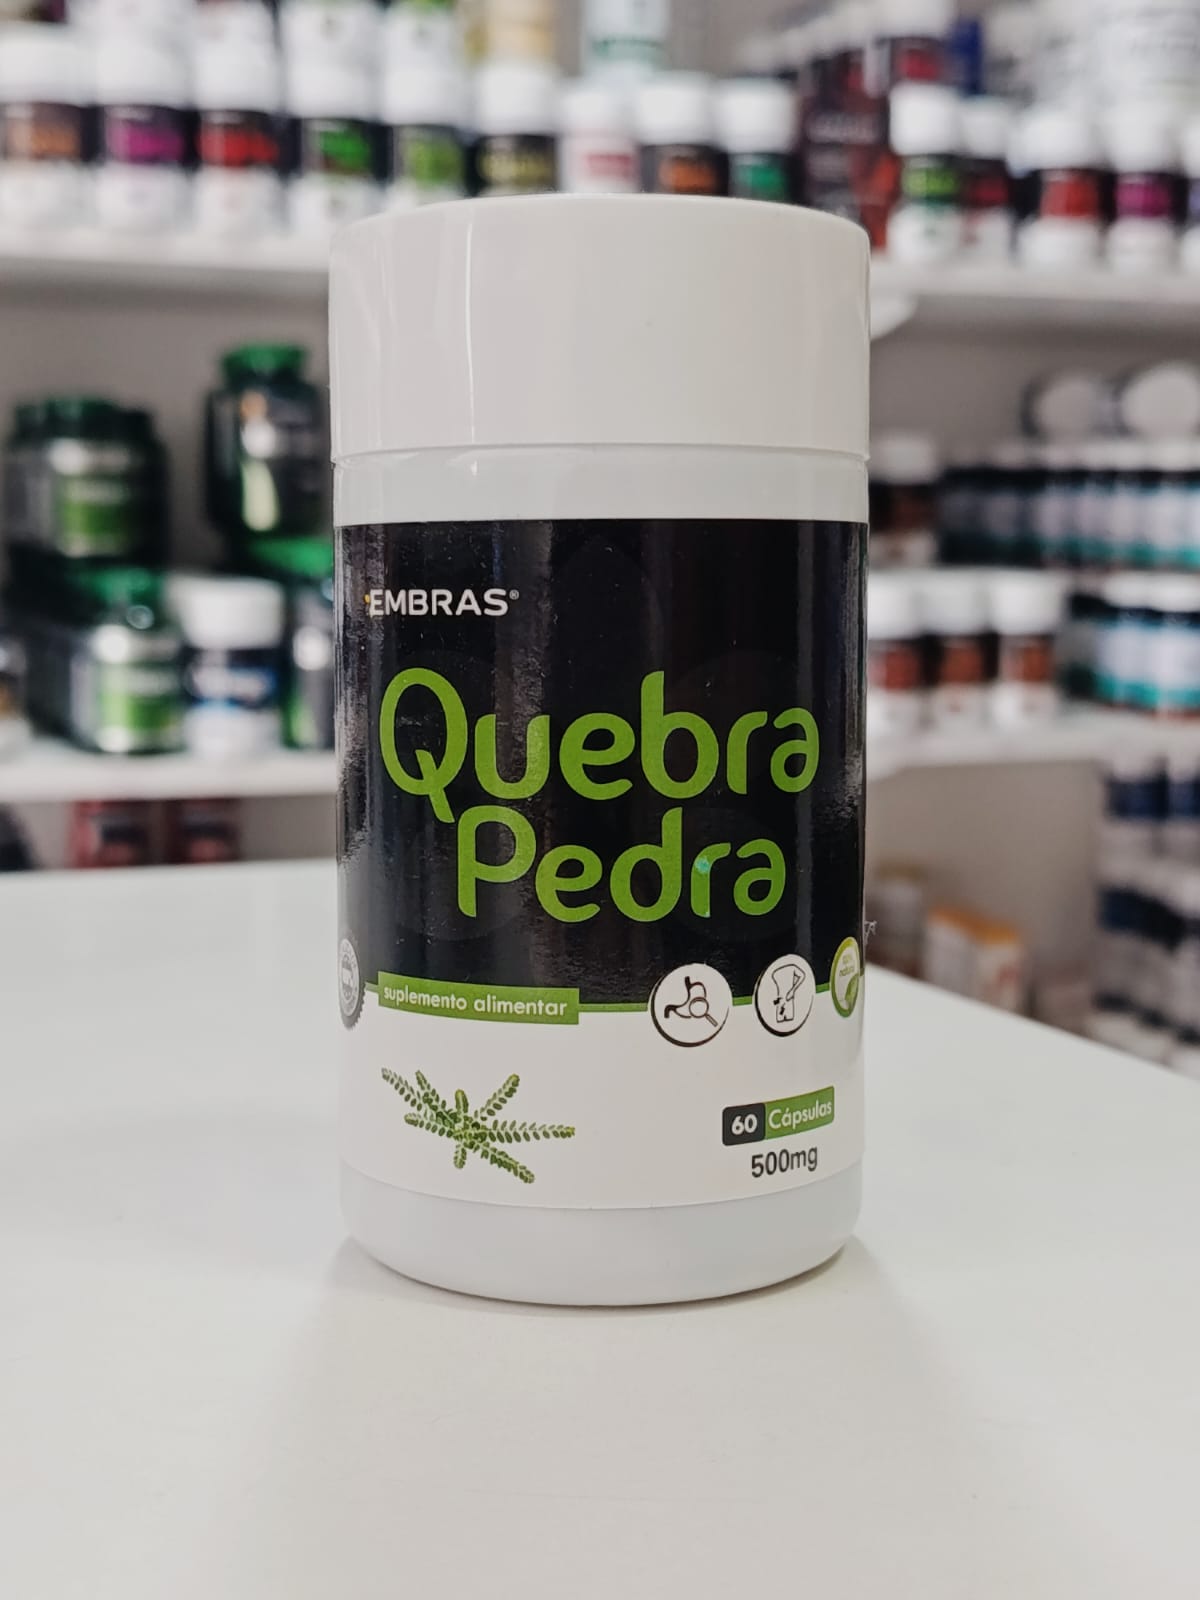 EMBRAS®
Quebra
Pedra
suplemento alimentar
60 Cápsulas
500mg